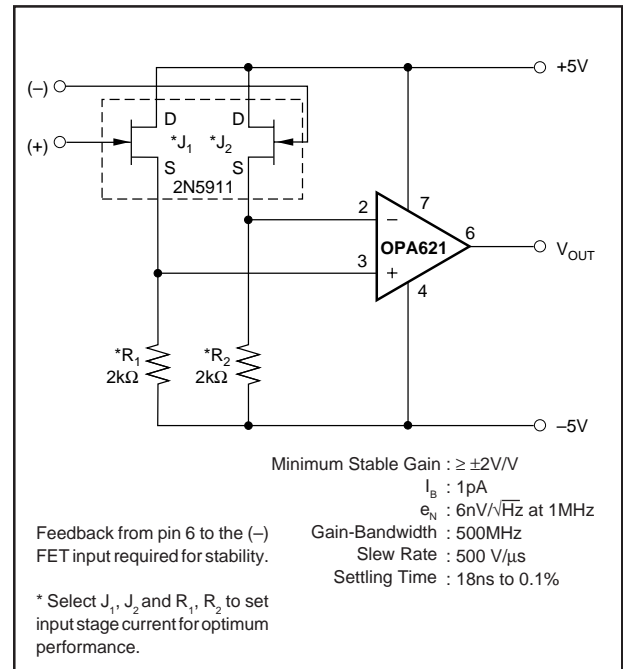 +5V
(–)
D
D
(+)
*J1
*J2
S
S
2N5911
2
7
–
6
OPA621
VOUT
3
+
4
*R1
2kΩ
*R2
2kΩ
–5V
Minimum Stable Gain : ≥ ±2V/V
IB : 1pA
eN : 6nV/√Hz at 1MHz
Gain-Bandwidth : 500MHz
Slew Rate : 500 V/µs
Settling Time : 18ns to 0.1%
Feedback from pin 6 to the (–)
FET input required for stability.
* Select J1, J2 and R1, R2 to set
input stage current for optimum
performance.